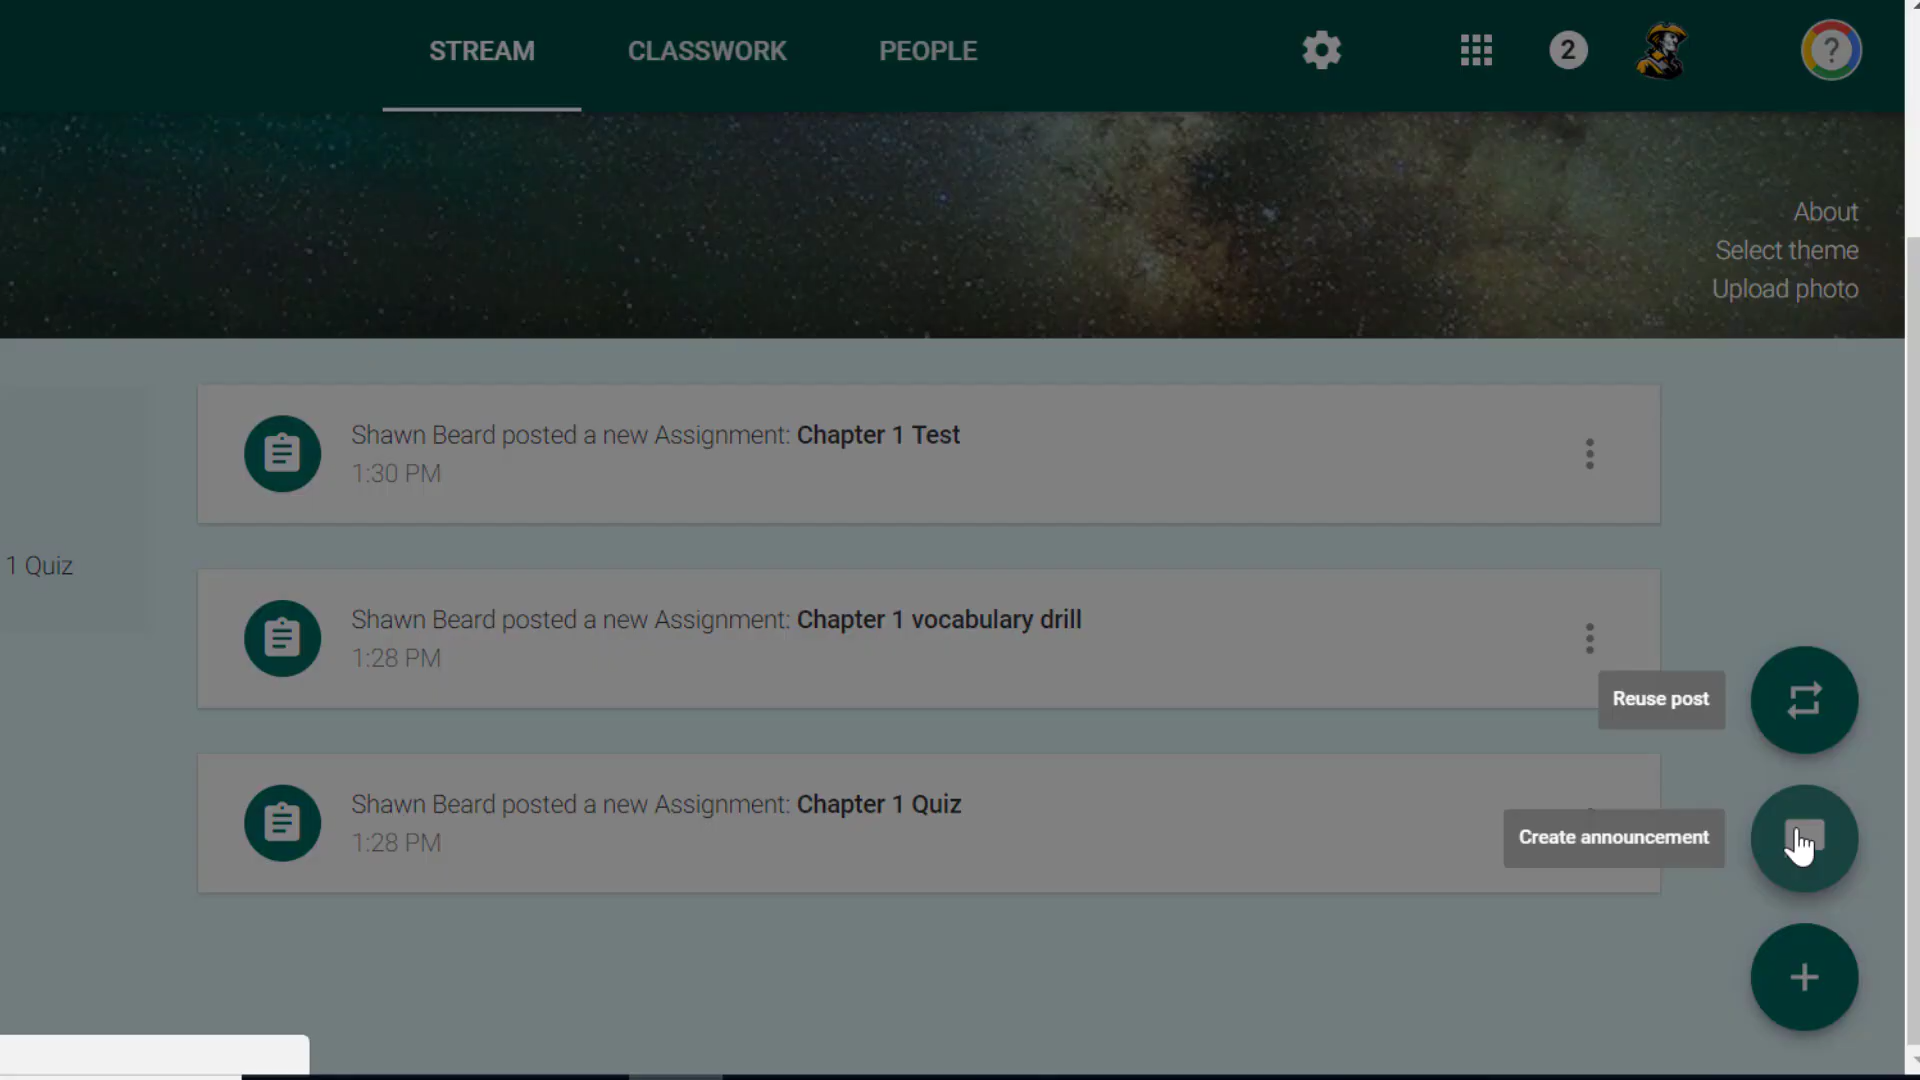 STREAM CLASSWORK PEOPLE 2 ?
About
Select theme
Upload photo
Shawn Beard posted a new Assignment: Chapter 1 Test
1:30 PM
1 Quiz
Shawn Beard posted a new Assignment: Chapter 1 vocabulary drill
1:28 PM
Reuse post
Shawn Beard posted a new Assignment: Chapter 1 Quiz
1:28 PM
Create announcement